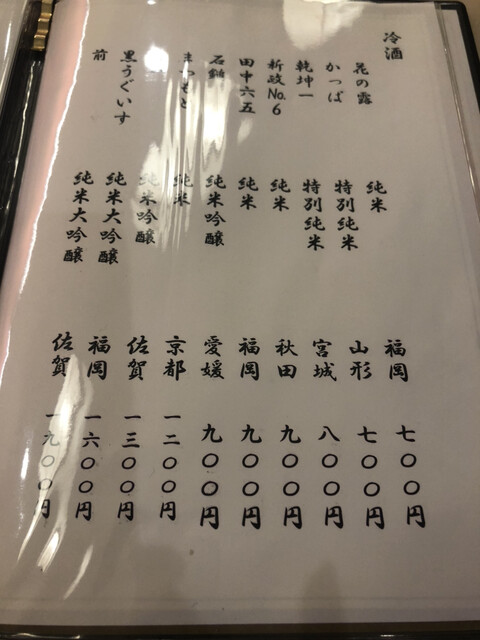 冷酒
花の露 純米 福岡 七〇〇円
かっぱ 特別純米 山形 七〇〇円
乾坤一 特別純米 宮城 八〇〇円
新政No.6 純米 秋田 九〇〇円
田中六五 純米 福岡 九〇〇円
石鎚 純米吟醸 愛媛 九〇〇円
まつもと 純米 京都 一二〇〇円
純米吟醸 佐賀 一三〇〇円
黒うぐいす 純米大吟醸 福岡 一六〇〇円
前 純米大吟醸 佐賀 一九〇〇円